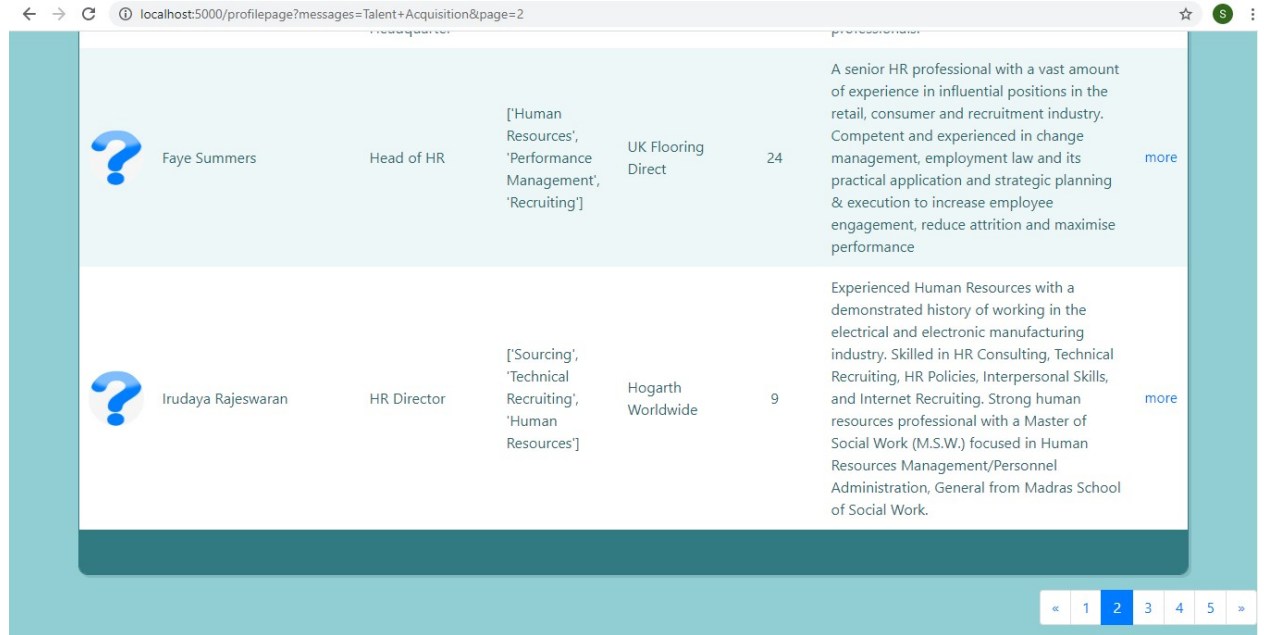 localhost:5000/profilepage?messages=Talent+Acquisition&page=2
S
Headquarter
professionals.
Faye Summers
Head of HR
['Human
Resources',
'Performance
Management',
'Recruiting']
UK Flooring
Direct
24
A senior HR professional with a vast amount
of experience in influential positions in the
retail, consumer and recruitment industry.
Competent and experienced in change
management, employment law and its
practical application and strategic planning
& execution to increase employee
engagement, reduce attrition and maximise
performance
more
Irudaya Rajeswaran
HR Director
['Sourcing',
'Technical
Recruiting',
'Human
Resources']
Hogarth
Worldwide
9
Experienced Human Resources with a
demonstrated history of working in the
electrical and electronic manufacturing
industry. Skilled in HR Consulting, Technical
Recruiting, HR Policies, Interpersonal Skills,
and Internet Recruiting. Strong human
resources professional with a Master of
Social Work (M.S.W.) focused in Human
Resources Management/Personnel
Administration, General from Madras School
of Social Work.
more
« 1 2 3 4 5 »